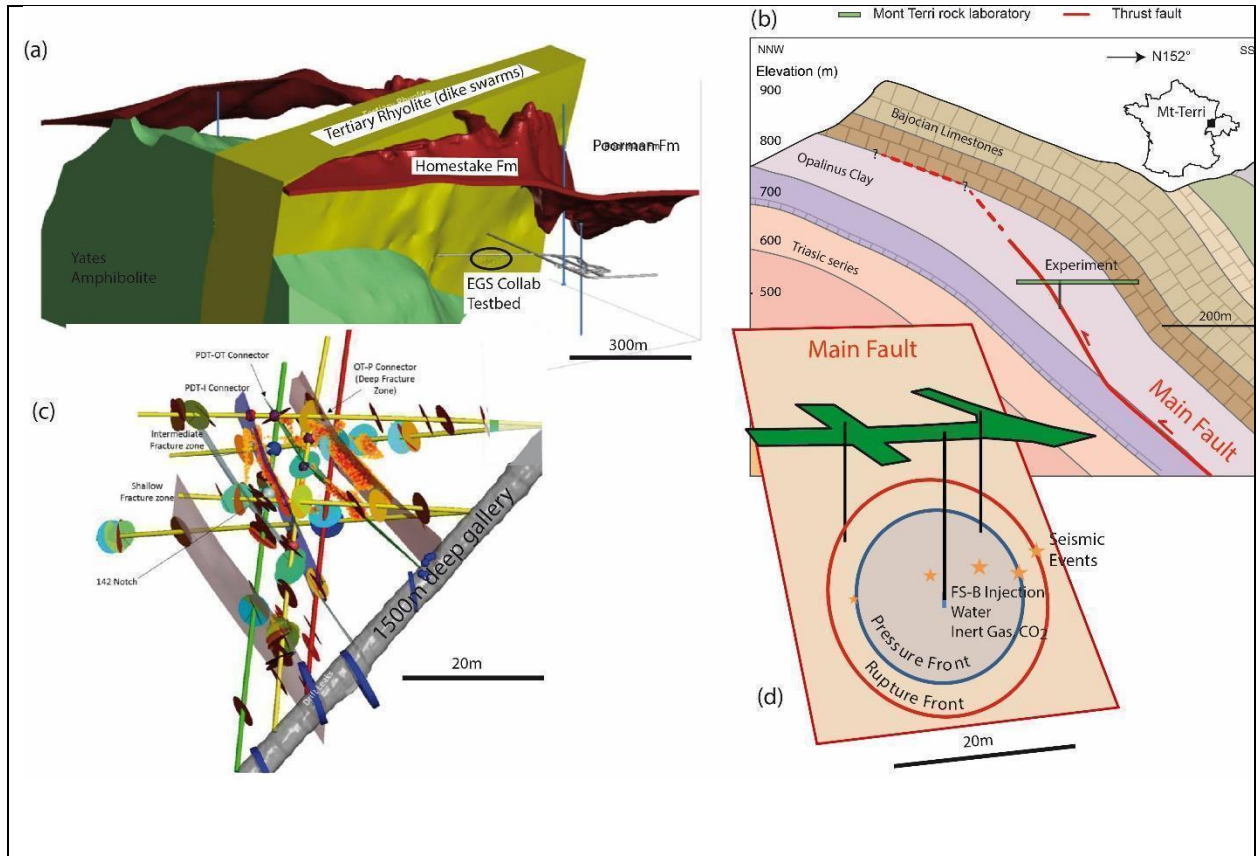 (a)
Tertiary Rhyolite (dike swarms)
Homestake Fm
Poorman Fm
Yates
Amphibolite
EGS Collab
Testbed
300m
(b)
Mont Terri rock laboratory
Thrust fault
NNW
N152°
SS
Elevation (m)
900
800
700
600
500
Mt-Terri
Bajocian Limestones
?
?
Opalinus Clay
Triasic series
Experiment
200m
Main Fault
(c)
PDT-OT Connector
PDT-I Connector
OT-P Connector
(Deep Fracture
Zone)
Intermediate
Fracture zone
Shallow
Fracture zone
142 Notch
1500m deep gallery
20m
Main Fault
Seismic
Events
FS-B Injection
Water
Inert Gas/CO2
Pressure Front
Rupture Front
(d)
20m